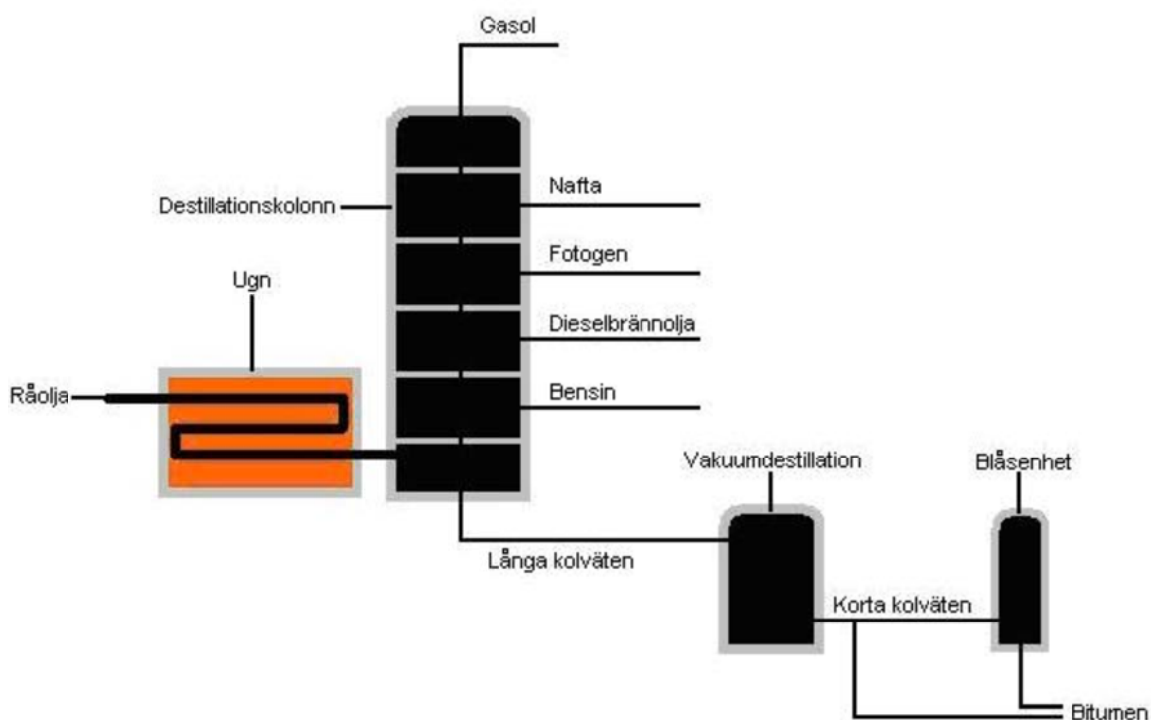 Gasol
Nafta
Destillationskolonn
Fotogen
Ugn
Dieselbrännolja
Råolja
Bensin
Vakuumdestillation
Blåsenhet
Långa kolväten
Korta kolväten
Bitumen